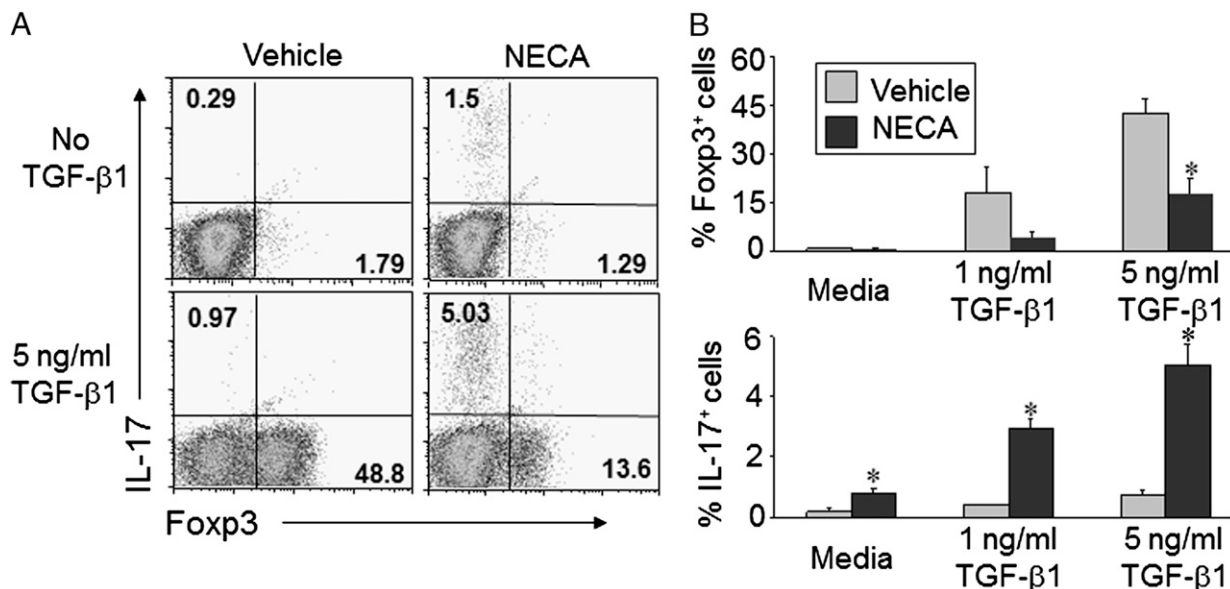 A
Vehicle
NECA
No
TGF-β1
0.29
1.79
1.5
1.29
5 ng/ml
TGF-β1
0.97
48.8
5.03
13.6
IL-17
Foxp3
B
% Foxp3⁺ cells
60
45
30
15
0
Vehicle
NECA
*
Media
1 ng/ml
TGF-β1
5 ng/ml
TGF-β1
% IL-17⁺ cells
6
4
2
0
*
*
*
Media
1 ng/ml
TGF-β1
5 ng/ml
TGF-β1